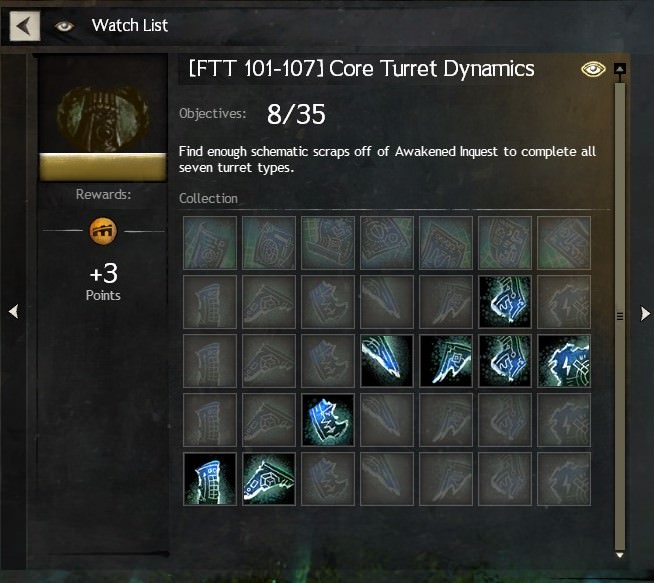 Watch List
[FTT 101-107] Core Turret Dynamics
Objectives: 8/35
Find enough schematic scraps off of Awakened Inquest to complete all
seven turret types.
Rewards:
Collection
+3
Points